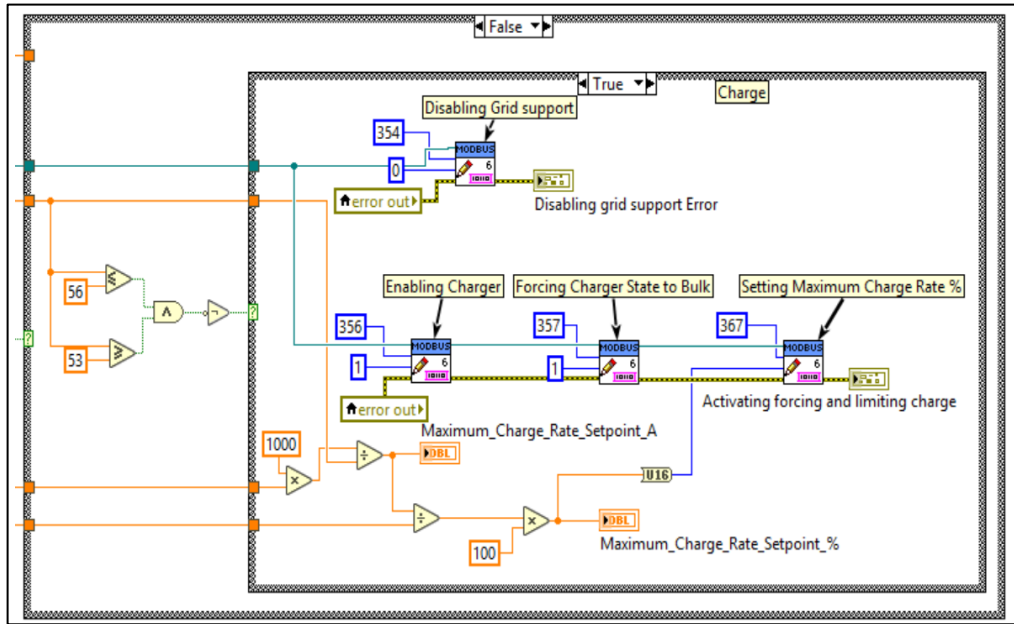 False
True
Charge
Disabling Grid support
354
MODBUS
6
0
error out
Disabling grid support Error
56
53
Enabling Charger
Forcing Charger State to Bulk
Setting Maximum Charge Rate %
356
357
367
MODBUS
MODBUS
MODBUS
6
6
6
1
1
error out
Activating forcing and limiting charge
Maximum_Charge_Rate_Setpoint_A
1000
DBL
U16
DBL
100
Maximum_Charge_Rate_Setpoint_%